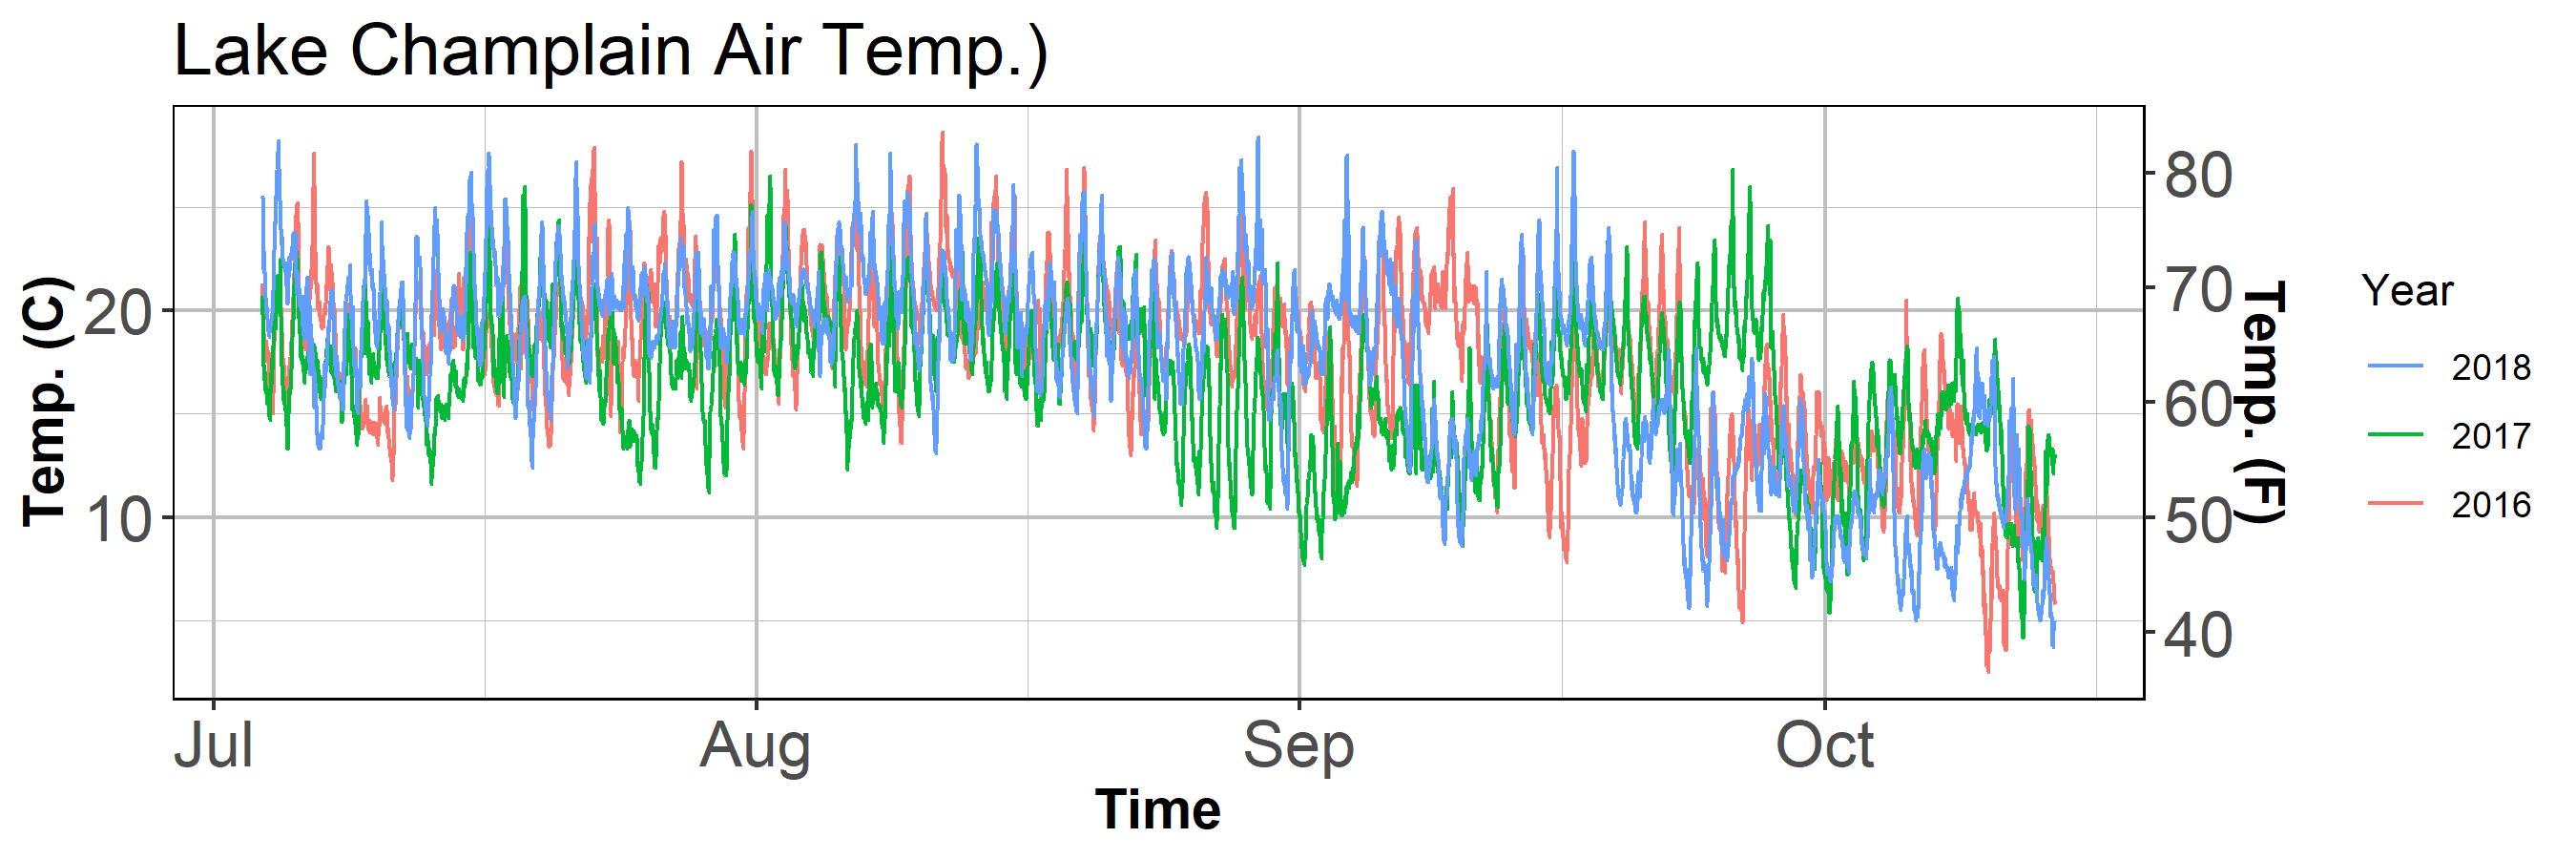 Lake Champlain Air Temp.)
Temp. (C)
20
10
80
70
60
50
40
Temp. (F)
Jul
Aug
Sep
Oct
Time
Year
2018
2017
2016